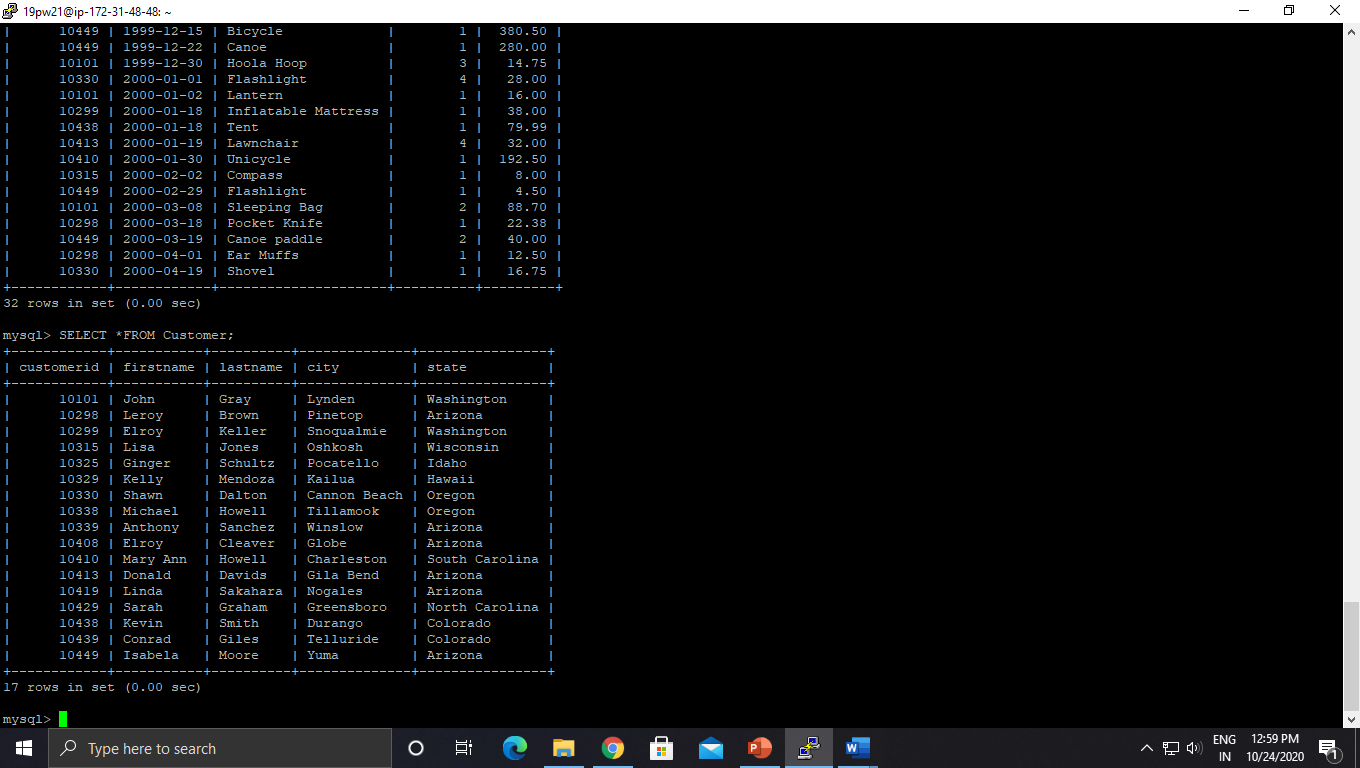 19pw21@ip-172-31-48-48: ~
|      10449 | 1999-12-15 | Bicycle             |        1 |  380.50 |
|      10449 | 1999-12-22 | Canoe               |        1 |  280.00 |
|      10101 | 1999-12-30 | Hoola Hoop          |        3 |   14.75 |
|      10330 | 2000-01-01 | Flashlight          |        4 |   28.00 |
|      10101 | 2000-01-02 | Lantern             |        1 |   16.00 |
|      10299 | 2000-01-18 | Inflatable Mattress |        1 |   38.00 |
|      10438 | 2000-01-18 | Tent                |        1 |   79.99 |
|      10413 | 2000-01-19 | Lawnchair           |        4 |   32.00 |
|      10410 | 2000-01-30 | Unicycle            |        1 |  192.50 |
|      10315 | 2000-02-02 | Compass             |        1 |    8.00 |
|      10449 | 2000-02-29 | Flashlight          |        1 |    4.50 |
|      10101 | 2000-03-08 | Sleeping Bag        |        2 |   88.70 |
|      10298 | 2000-03-18 | Pocket Knife        |        1 |   22.38 |
|      10449 | 2000-03-19 | Canoe paddle        |        2 |   40.00 |
|      10298 | 2000-04-01 | Ear Muffs           |        1 |   12.50 |
|      10330 | 2000-04-19 | Shovel              |        1 |   16.75 |
+------------+------------+---------------------+----------+---------+
32 rows in set (0.00 sec)
mysql> SELECT *FROM Customer;
+------------+-----------+----------+--------------+----------------+
| customerid | firstname | lastname | city         | state          |
+------------+-----------+----------+--------------+----------------+
|      10101 | John      | Gray     | Lynden       | Washington     |
|      10298 | Leroy     | Brown    | Pinetop      | Arizona        |
|      10299 | Elroy     | Keller   | Snoqualmie   | Washington     |
|      10315 | Lisa      | Jones    | Oshkosh      | Wisconsin      |
|      10325 | Ginger    | Schultz  | Pocatello    | Idaho          |
|      10329 | Kelly     | Mendoza  | Kailua       | Hawaii         |
|      10330 | Shawn     | Dalton   | Cannon Beach | Oregon         |
|      10338 | Michael   | Howell   | Tillamook    | Oregon         |
|      10339 | Anthony   | Sanchez  | Winslow      | Arizona        |
|      10408 | Elroy     | Cleaver  | Globe        | Arizona        |
|      10410 | Mary Ann  | Howell   | Charleston   | South Carolina |
|      10413 | Donald    | Davids   | Gila Bend    | Arizona        |
|      10419 | Linda     | Sakahara | Nogales      | Arizona        |
|      10429 | Sarah     | Graham   | Greensboro   | North Carolina |
|      10438 | Kevin     | Smith    | Durango      | Colorado       |
|      10439 | Conrad    | Giles    | Telluride    | Colorado       |
|      10449 | Isabela   | Moore    | Yuma         | Arizona        |
+------------+-----------+----------+--------------+----------------+
17 rows in set (0.00 sec)
mysql>
Type here to search
ENG
IN
12:59 PM
10/24/2020
1